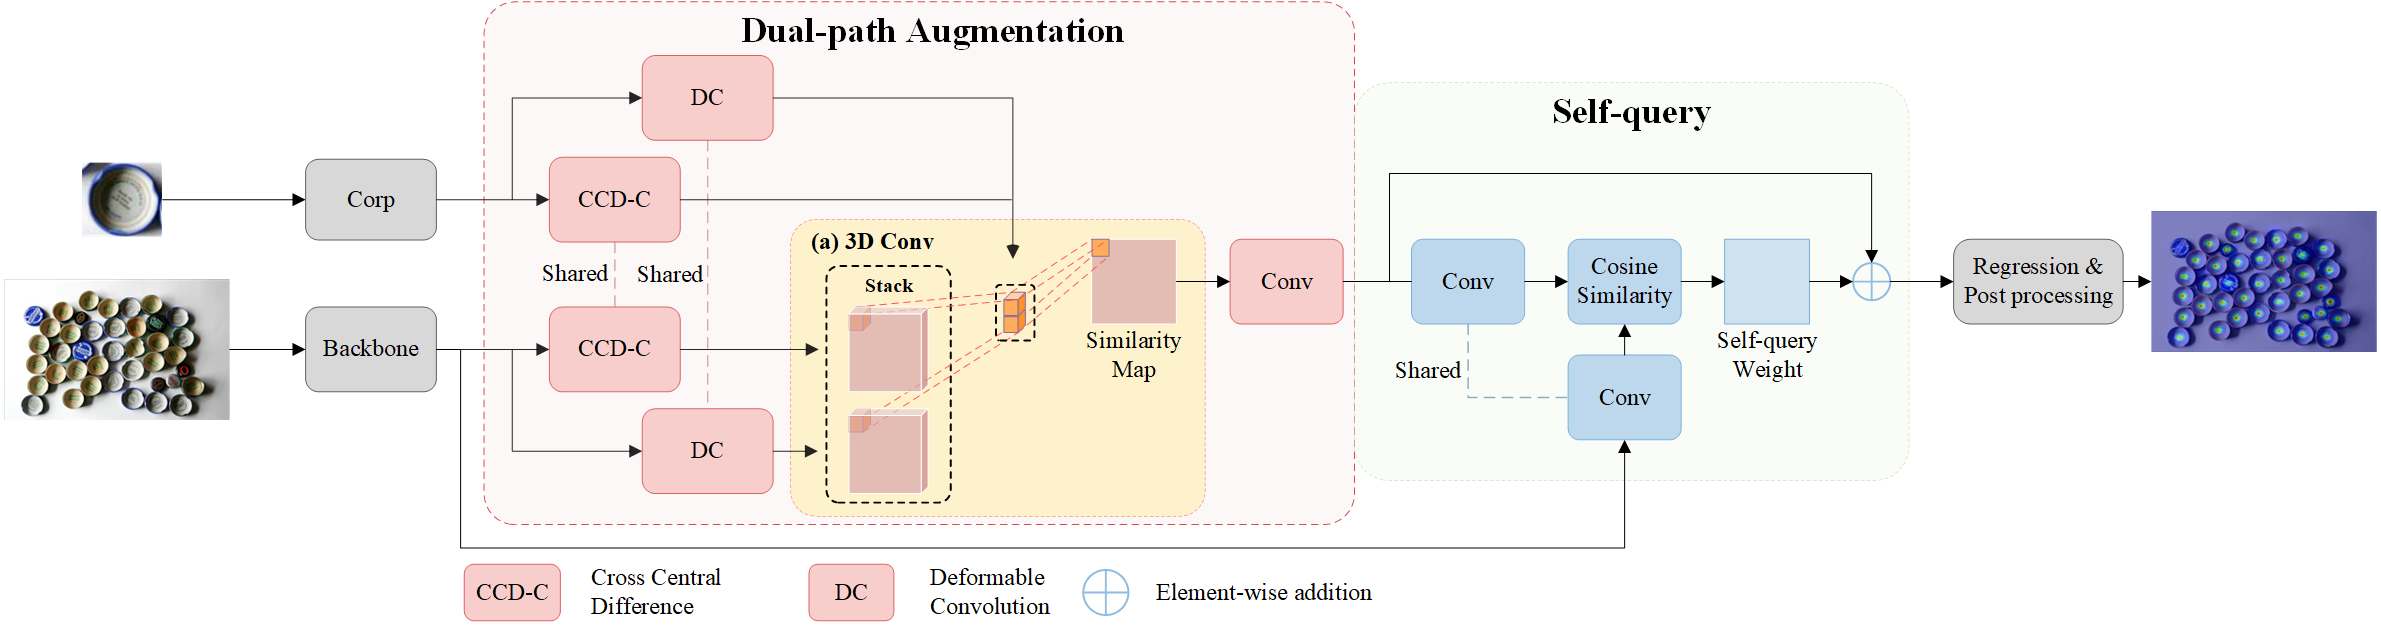 Dual-path Augmentation
DC
Self-query
CCD-C
Corp
(a) 3D Conv
Shared
Shared
Stack
Conv
Conv
Cosine
Similarity
Regression &
Post processing
Backbone
CCD-C
Similarity
Map
Self-query
Weight
Shared
Conv
DC
CCD-C
Cross Central
Difference
DC
Deformable
Convolution
Element-wise addition